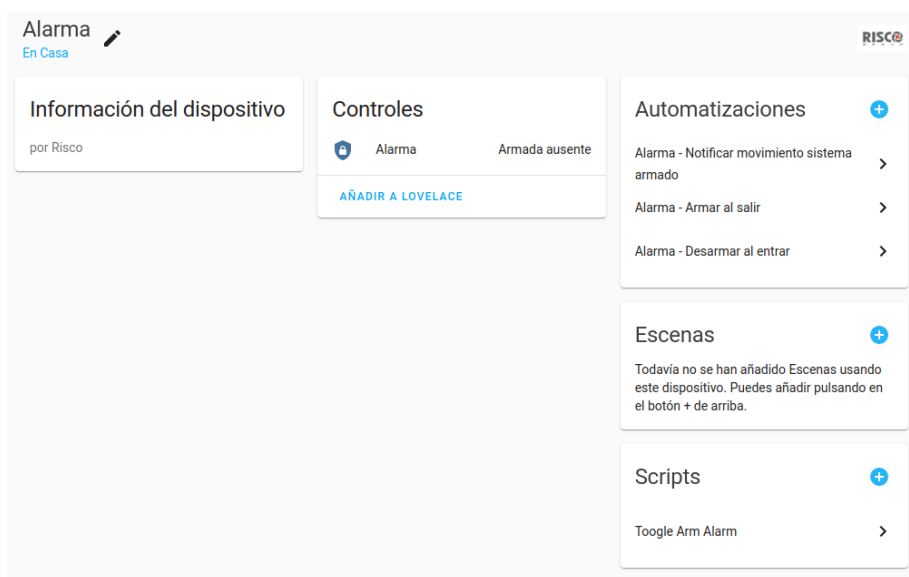 Alarma
En Casa
RISCO
Información del dispositivo
por Risco
Controles
Alarma Armada ausente
AÑADIR A LOVELACE
Automatizaciones
Alarma - Notificar movimiento sistema
armado
Alarma - Armar al salir
Alarma - Desarmar al entrar
Escenas
Todavía no se han añadido Escenas usando
este dispositivo. Puedes añadir pulsando en
el botón + de arriba.
Scripts
Toogle Arm Alarm